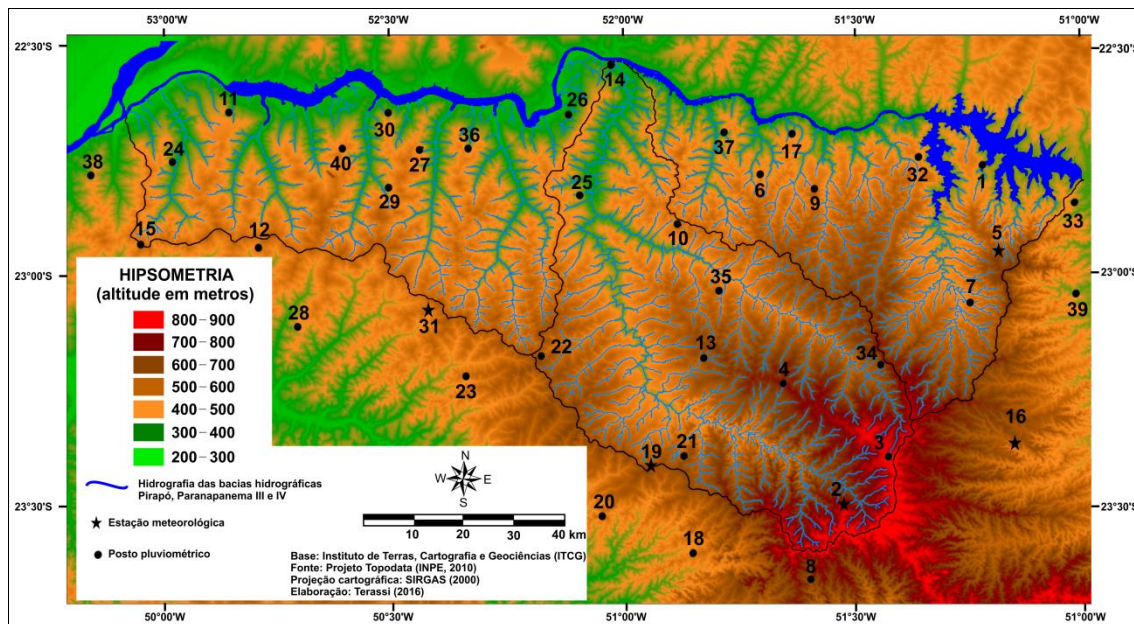 53°00'W 52°30'W 52°00'W 51°30'W 51°00'W
22°30'S 22°30'S
14
11 26
30 36 37 17
24 40 27 32 1
38 6
29 25 9 33
15 12 10 5
23°00'S 23°00'S
35 7 39
28 31
22 13 34
23 4
16
21 3
19
2
20
23°30'S 23°30'S
18
8
HIPSOMETRIA
(altitude em metros)
800–900
700–800
600–700
500–600
400–500
300–400
200–300
Hidrografia das bacias hidrográficas
Pirapó, Paranapanema III e IV
Estação meteorológica
Posto pluviométrico
N
W E
S
10 20 30 40 km
Base: Instituto de Terras, Cartografia e Geociências (ITCG)
Fonte: Projeto Topodata (INPE, 2010)
Projeção cartográfica: SIRGAS (2000)
Elaboração: Terassi (2016)
50°00'W 50°30'W 51°00'W 51°30'W 51°00'W